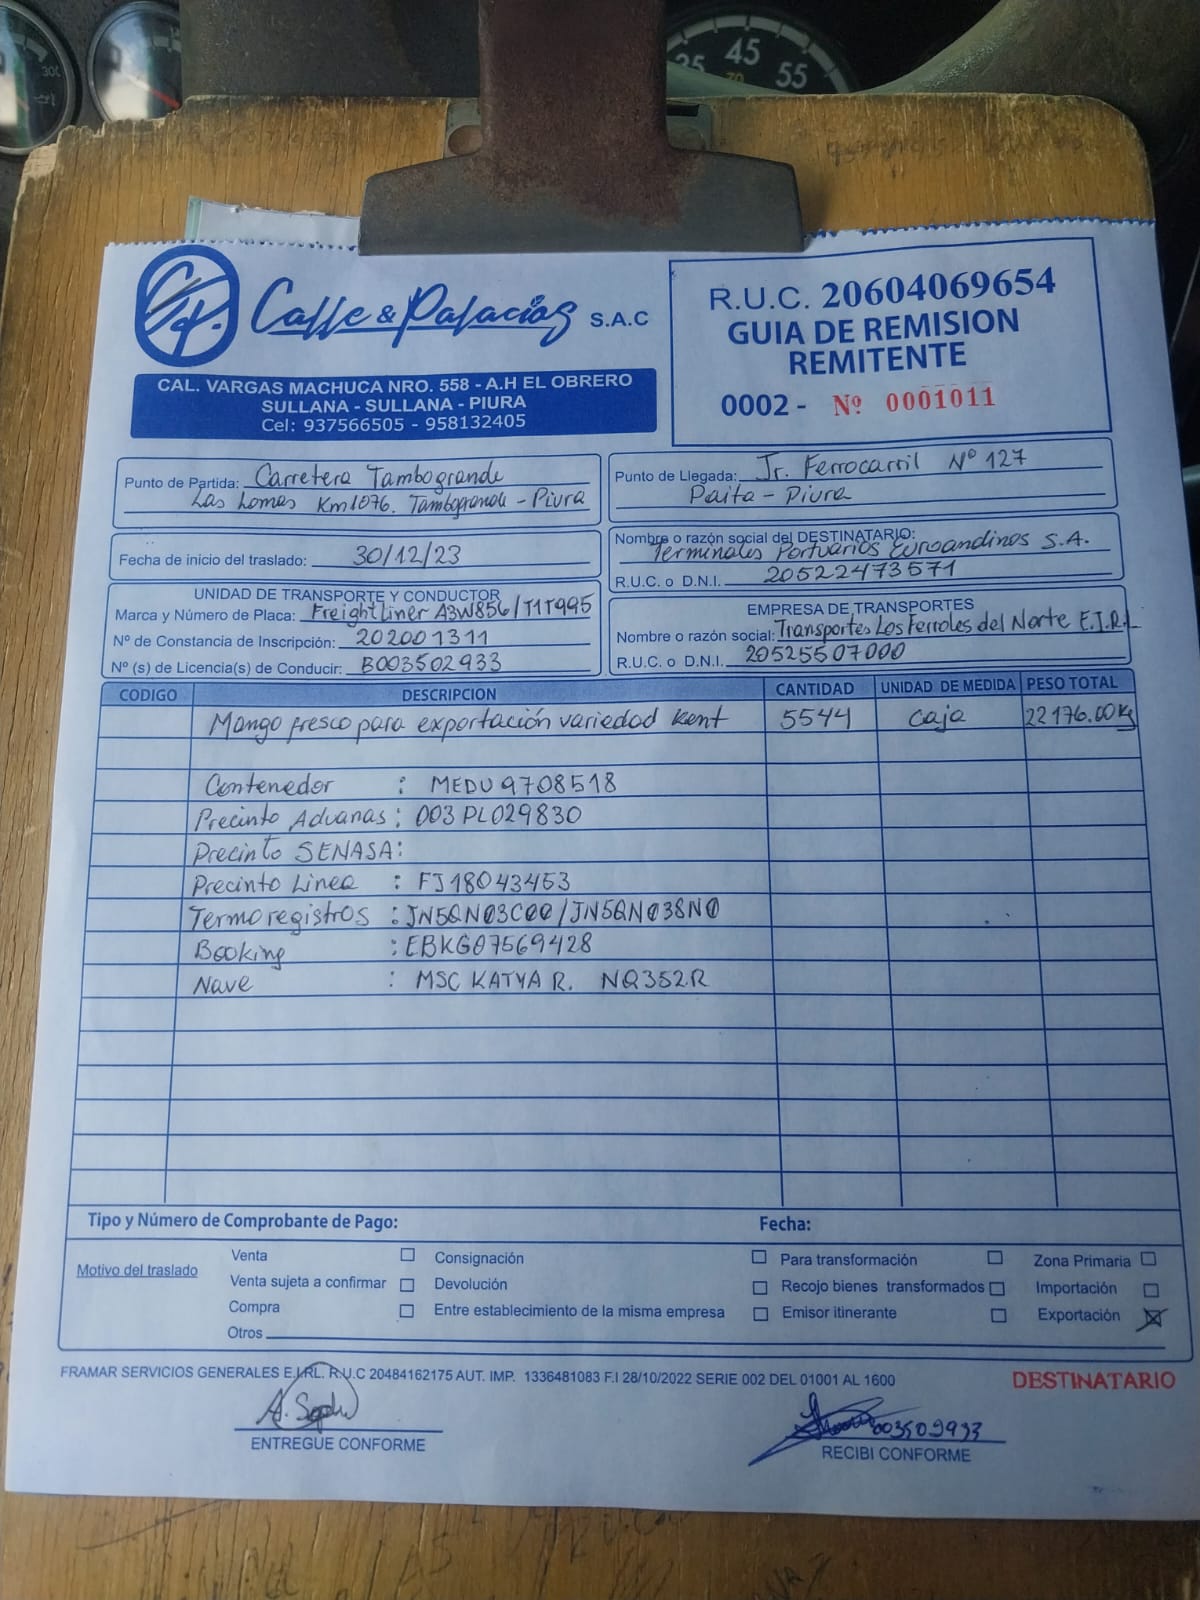 45
55
Calle & Palacios S.A.C
CAL. VARGAS MACHUCA NRO. 558 - A.H EL OBRERO
SULLANA - SULLANA - PIURA
Cel: 937566505 - 958132405
R.U.C. 20604069654
GUIA DE REMISION
REMITENTE
0002 - Nº 0001011
Punto de Partida: Carretera Tambogrande
Las Lomas Km1076. Tambogrande - Piura
Punto de Llegada: Jr. Ferrocarril Nº 127
Paita - Piura
Fecha de inicio del traslado: 30/12/23
Nombre o razón social del DESTINATARIO:
Terminales Portuarios Euroandinos S.A.
R.U.C. o D.N.I. 20522473571
UNIDAD DE TRANSPORTE Y CONDUCTOR
Marca y Número de Placa: FreightLiner A3W856/T1T995
Nº de Constancia de Inscripción: 202001311
Nº (s) de Licencia(s) de Conducir: B003502933
EMPRESA DE TRANSPORTES
Nombre o razón social: Transportes Los Ferroles del Norte E.I.R.L
R.U.C. o D.N.I. 20525507000
CODIGO DESCRIPCION CANTIDAD UNIDAD DE MEDIDA PESO TOTAL
Mango fresco para exportación variedad Kent 5544 Caja 22176.00Kg
Contenedor : MEDU9708518
Precinto Aduanas : 003PL029830
Precinto SENASA:
Precinto Linea : FJ18043453
Termoregistros : JN5QN03C00/JN5QN038N0
Booking : EBKG07569428
Nave : MSC KATYA R. NQ352R
Tipo y Número de Comprobante de Pago: Fecha:
Motivo del traslado
Venta Consignación Para transformación Zona Primaria
Venta sujeta a confirmar Devolución Recojo bienes transformados Importación
Compra Entre establecimiento de la misma empresa Emisor itinerante Exportación
Otros
FRAMAR SERVICIOS GENERALES E.I.RL. R.U.C 20484162175 AUT. IMP. 1336481083 F.I 28/10/2022 SERIE 002 DEL 01001 AL 1600
DESTINATARIO
ENTREGUE CONFORME
RECIBI CONFORME